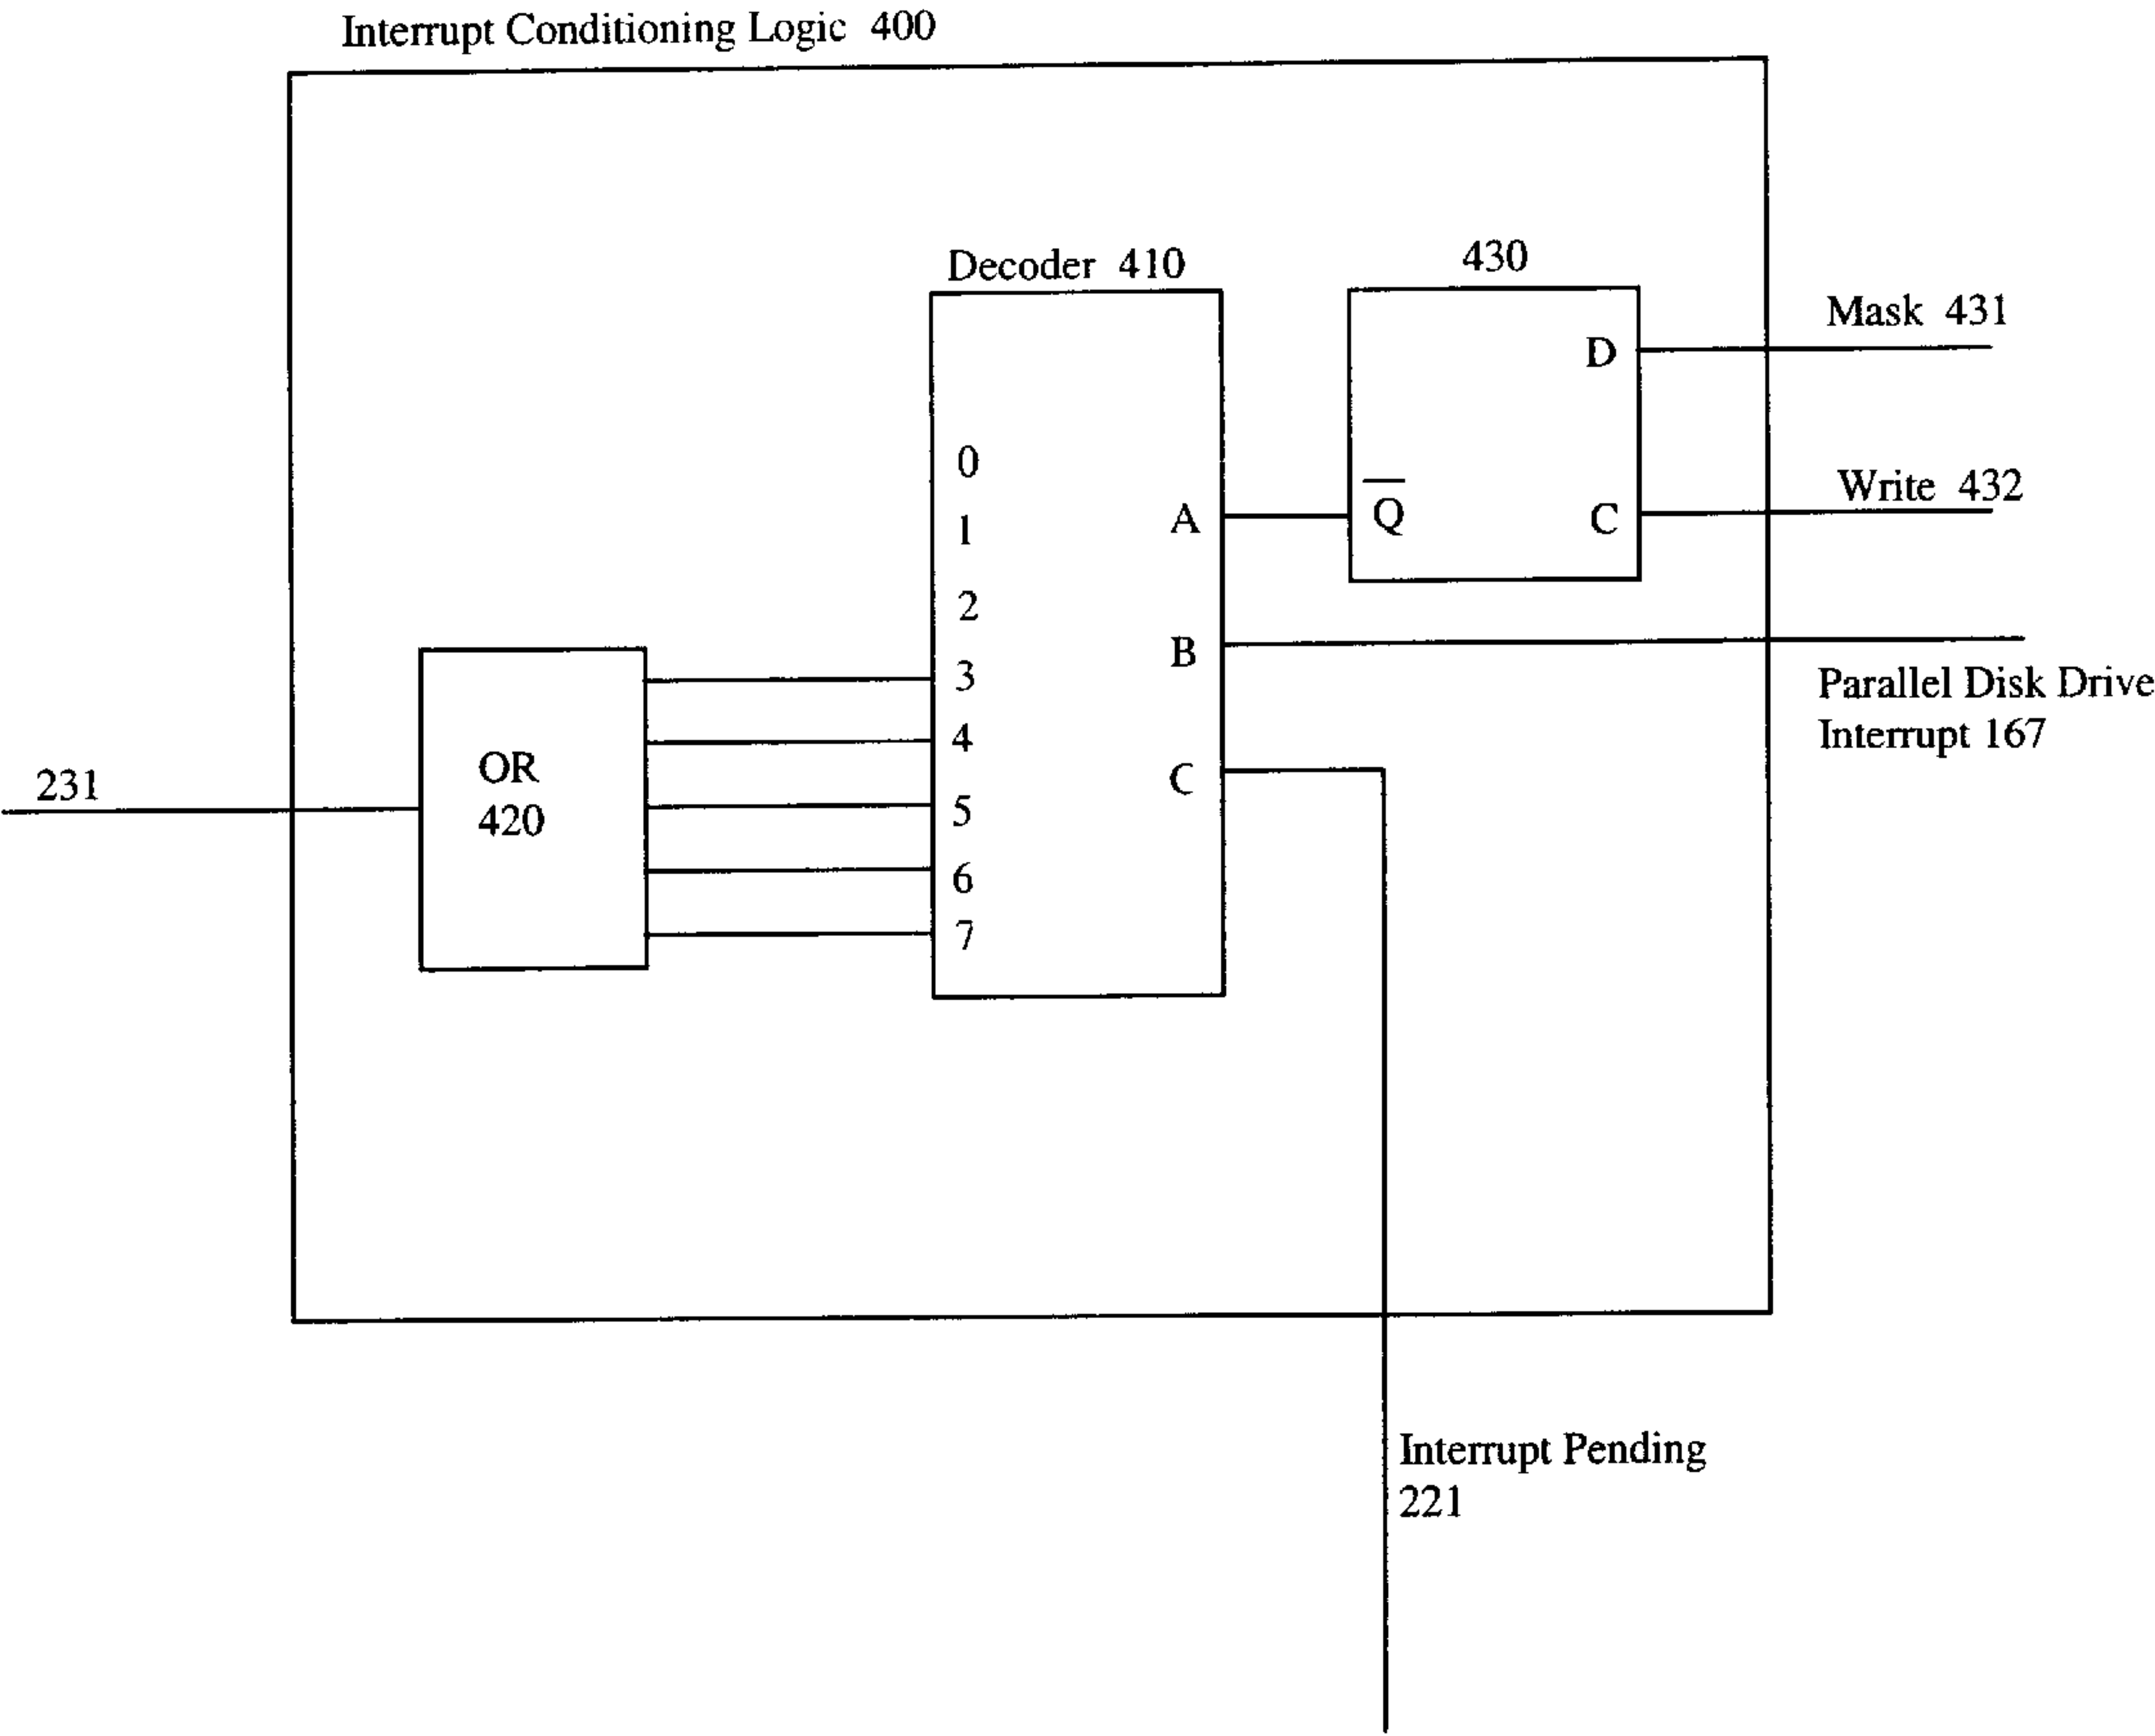 Interrupt Conditioning Logic 400
Decoder 410
430
Mask 431
D
0
Write 432
1
A
Q
C
2
B
3
Parallel Disk Drive
Interrupt 167
4
OR
420
C
231
5
6
7
Interrupt Pending
221